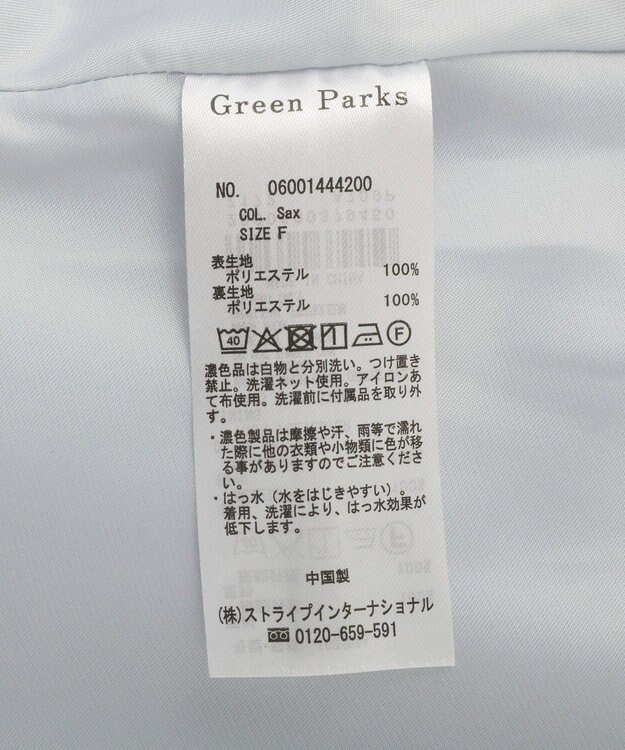 Green Parks
NO. 06001444200
COL. Sax
SIZE F
表生地
ポリエステル 100%
裏生地
ポリエステル 100%
40 F
濃色品は白物と分別洗い。つけ置き
禁止。洗濯ネット使用。アイロンあ
て布使用。洗濯前に付属品を取り外
す。
・濃色製品は摩擦や汗、雨等で濡れ
た際に他の衣類や小物類に色が移
る事がありますのでご注意くださ
い。
・はっ水（水をはじきやすい）。
着用、洗濯により、はっ水効果が
低下します。
中国製
(株)ストライプインターナショナル
0120-659-591